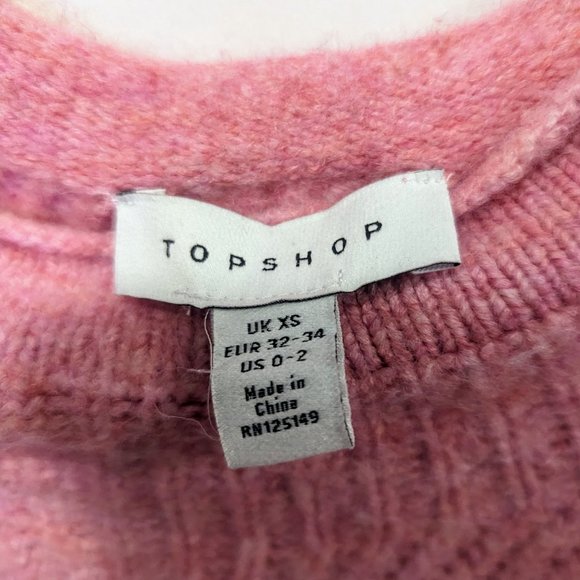 TOPSHOP
UK XS
EUR 32-34
US 0-2
Made in
China
RN125149